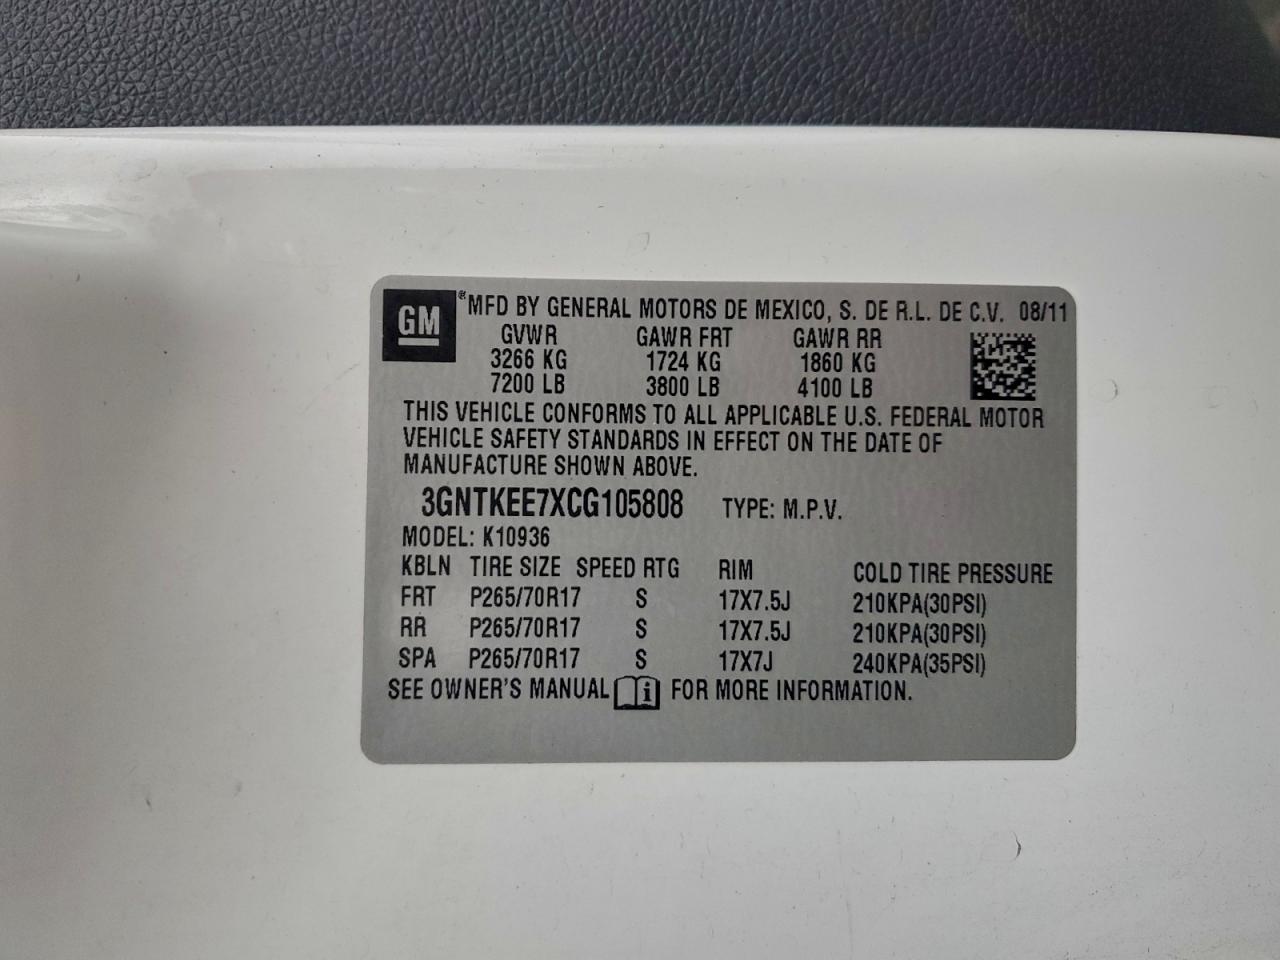 GM ® MFD BY GENERAL MOTORS DE MEXICO, S. DE R.L. DE C.V. 08/11
GVWR GAWR FRT GAWR RR
3266 KG 1724 KG 1860 KG
7200 LB 3800 LB 4100 LB
THIS VEHICLE CONFORMS TO ALL APPLICABLE U.S. FEDERAL MOTOR
VEHICLE SAFETY STANDARDS IN EFFECT ON THE DATE OF
MANUFACTURE SHOWN ABOVE.
3GNTKEE7XCG105808 TYPE: M.P.V.
MODEL: K10936
KBLN TIRE SIZE SPEED RTG RIM COLD TIRE PRESSURE
FRT P265/70R17 S 17X7.5J 210KPA(30PSI)
RR P265/70R17 S 17X7.5J 210KPA(30PSI)
SPA P265/70R17 S 17X7J 240KPA(35PSI)
SEE OWNER'S MANUAL i FOR MORE INFORMATION.